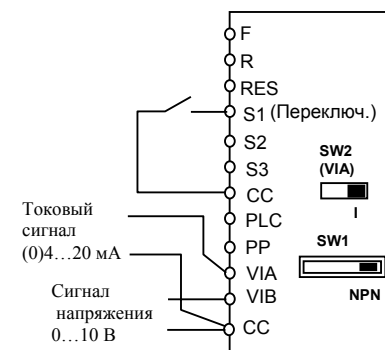 F
R
RES
S1 (Переключ.)
S2
S3
CC
PLC
PP
VIA
VIB
CC
SW2
(VIA)
I
SW1
NPN
Токовый
сигнал
(0)4…20 мА
Сигнал
напряжения
0…10 В